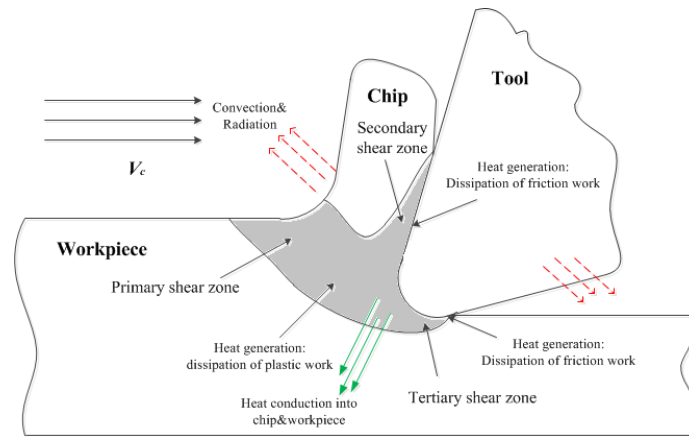 Tool
Chip
Convection&
Radiation
Secondary
shear zone
Vc
Heat generation:
Dissipation of friction work
Workpiece
Primary shear zone
Heat generation:
dissipation of plastic work
Heat generation:
Dissipation of friction work
Tertiary shear zone
Heat conduction into
chip&workpiece